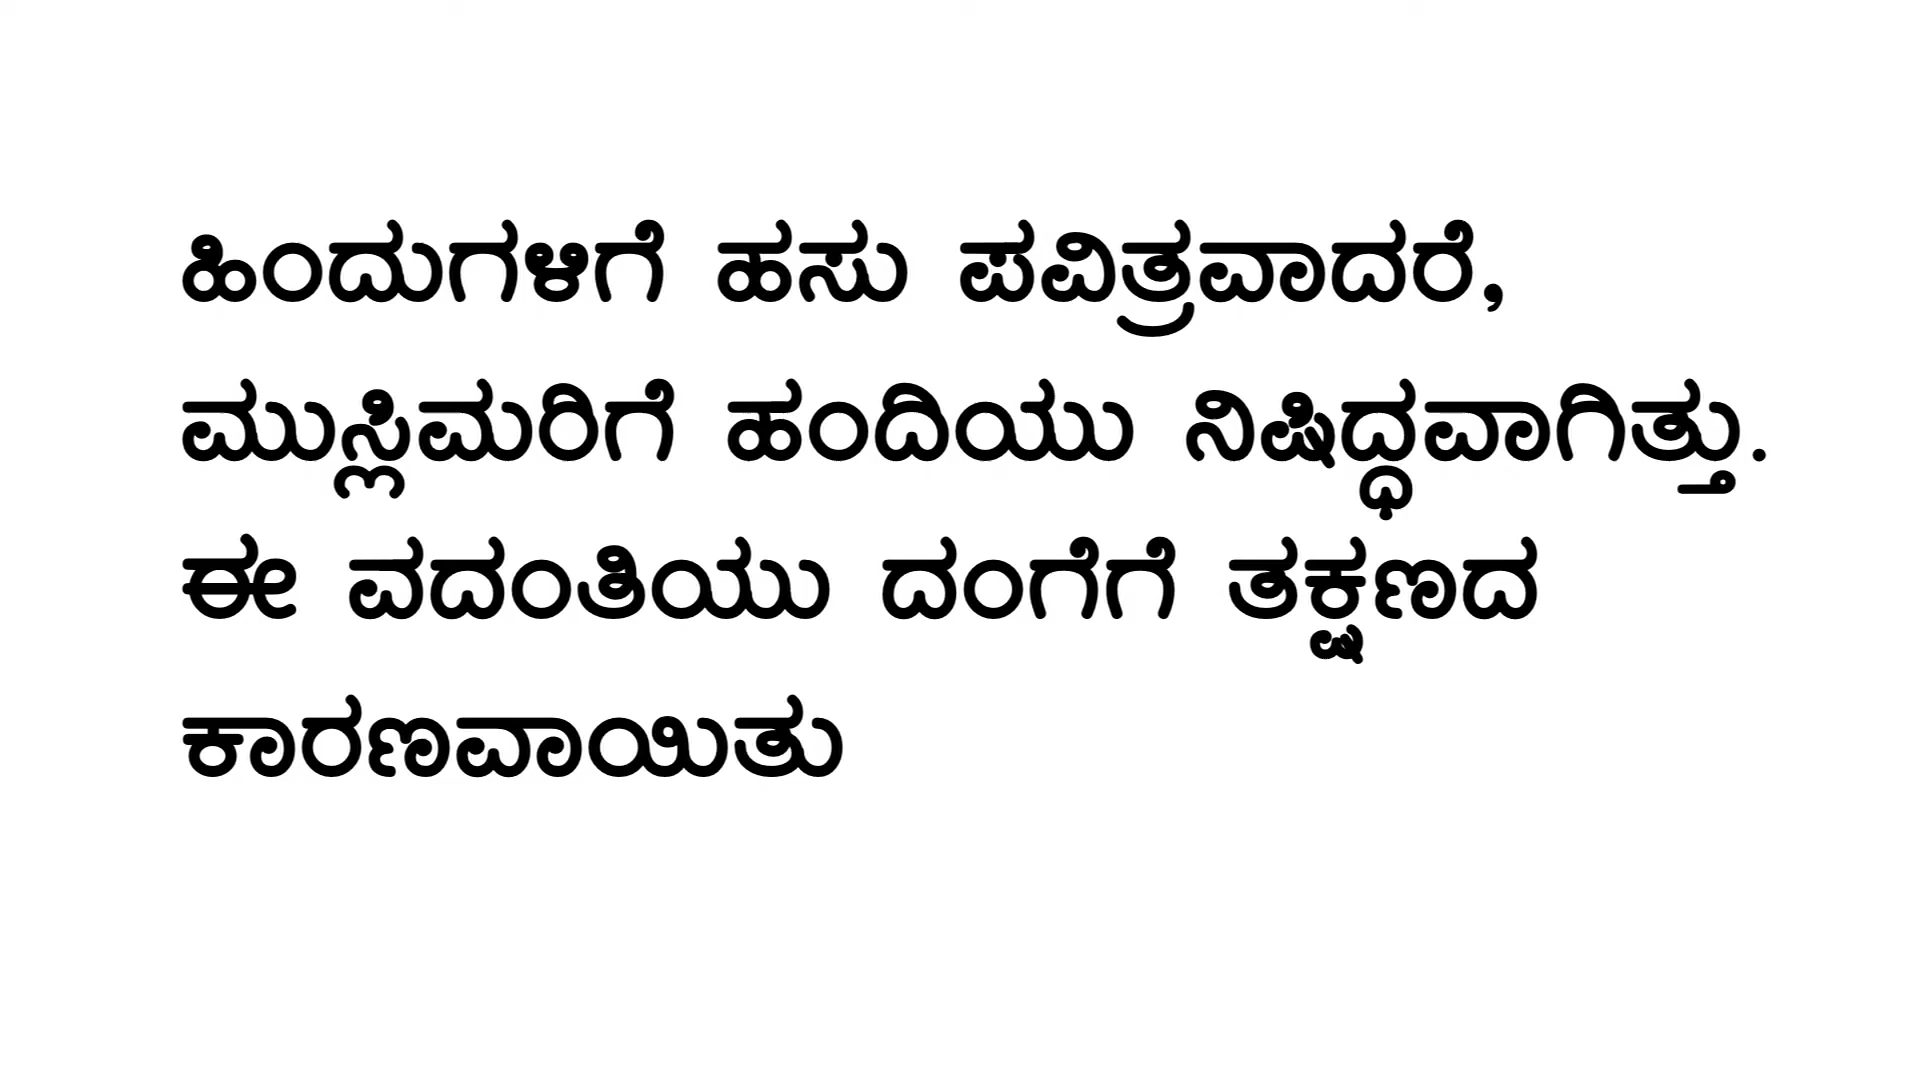 ಹಿಂದುಗಳಿಗೆ ಹಸು ಪವಿತ್ರವಾದರೆ,
ಮುಸ್ಲಿಮರಿಗೆ ಹಂದಿಯು ನಿಷಿದ್ಧವಾಗಿತ್ತು.
ಈ ವದಂತಿಯು ದಂಗೆಗೆ ತಕ್ಷಣದ
ಕಾರಣವಾಯಿತು